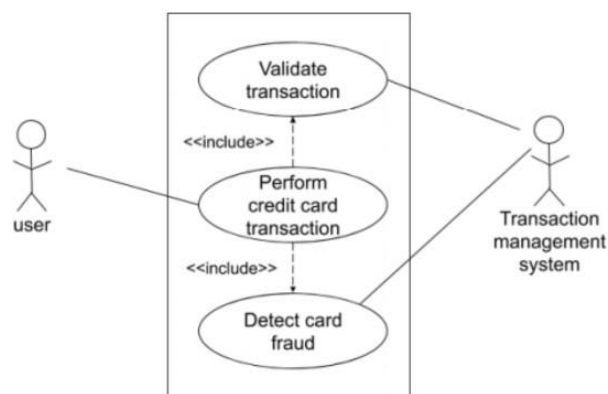 Validate
transaction
<<include>>
Perform
credit card
transaction
user
Transaction
management
system
<<include>>
Detect card
fraud